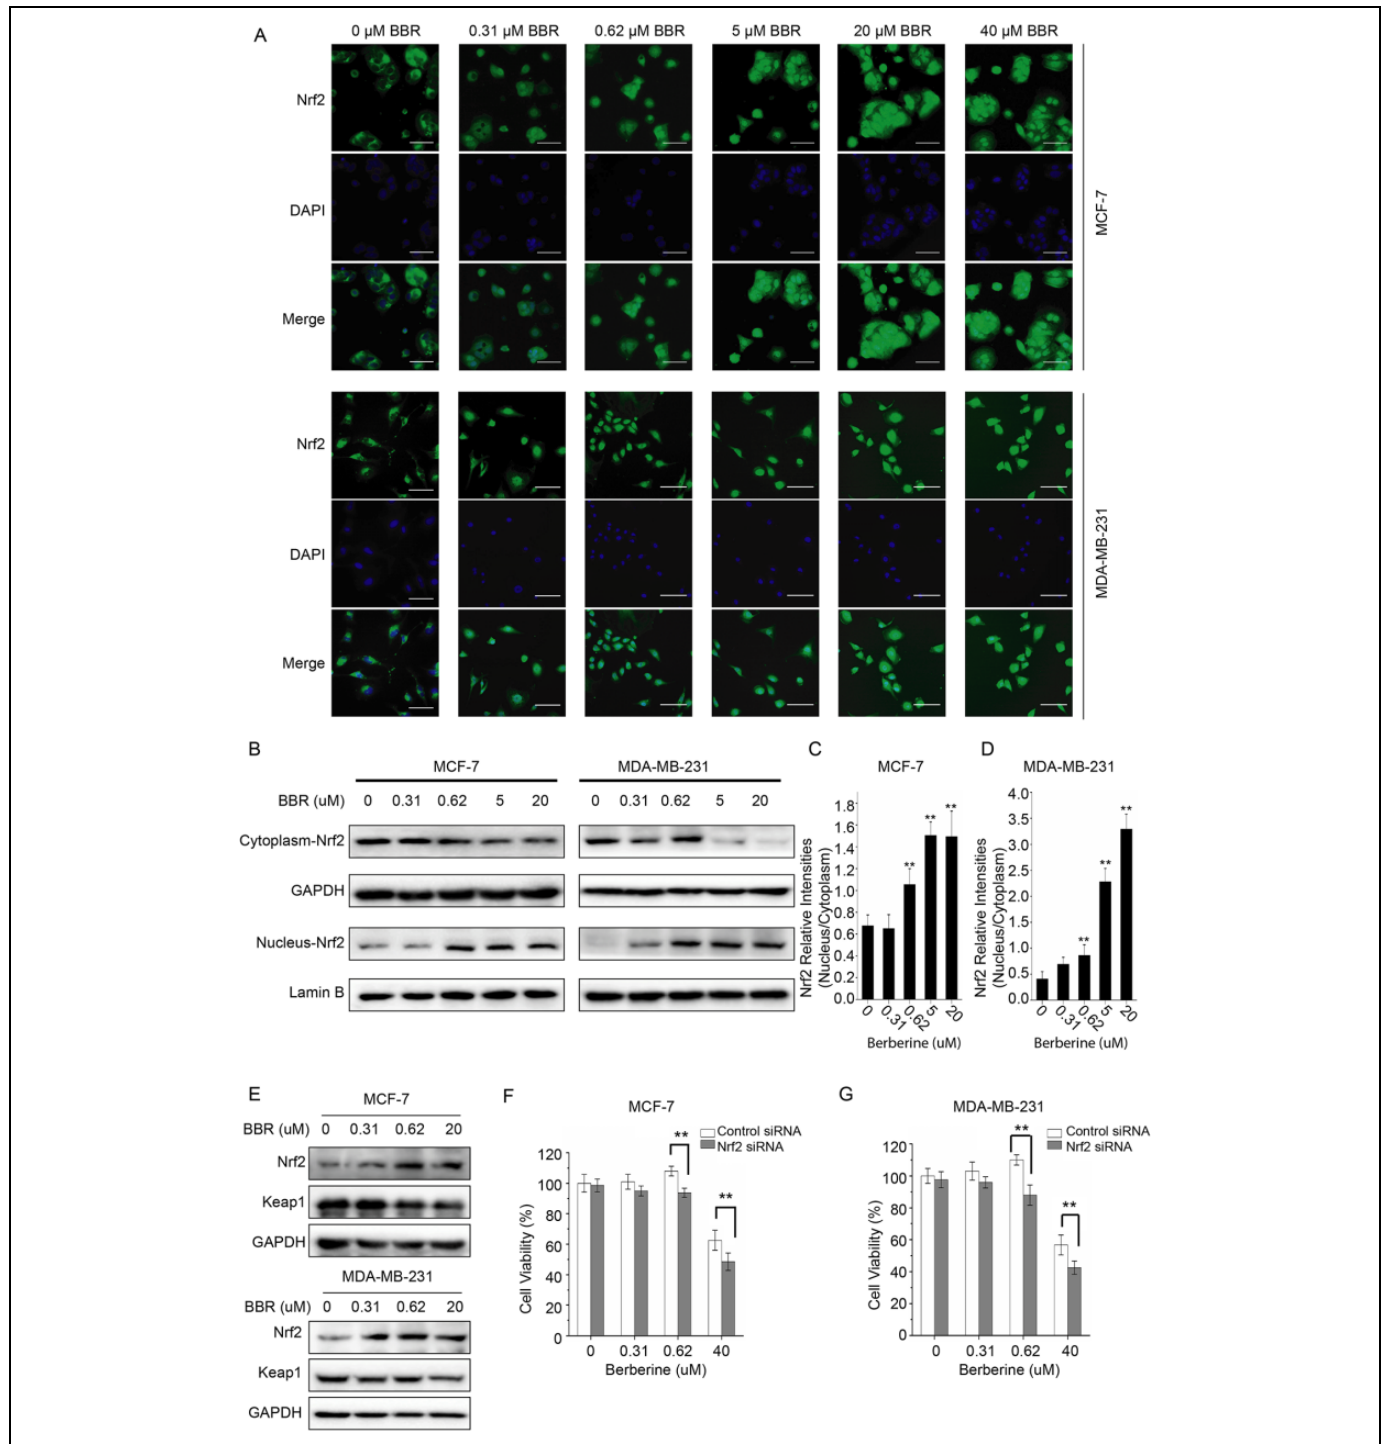 A
0 μM BBR 0.31 μM BBR 0.62 μM BBR 5 μM BBR 20 μM BBR 40 μM BBR
Nrf2
DAPI
Merge
MCF-7
Nrf2
DAPI
Merge
MDA-MB-231
B
MCF-7 MDA-MB-231
BBR (uM) 0 0.31 0.62 5 20 0 0.31 0.62 5 20
Cytoplasm-Nrf2
GAPDH
Nucleus-Nrf2
Lamin B
C
MCF-7
Nrf2 Relative Intensities
(Nucleus/Cytoplasm)
1.8
1.6
1.4
1.2
1.0
0.8
0.6
0.4
0.2
0.0
** ** **
0 0.31 0.62 5 20
Berberine (uM)
D
MDA-MB-231
Nrf2 Relative Intensities
(Nucleus/Cytoplasm)
4.0
3.5
3.0
2.5
2.0
1.5
1.0
0.5
0.0
** ** **
0 0.31 0.62 5 20
Berberine (uM)
E
MCF-7
BBR (uM) 0 0.31 0.62 20
Nrf2
Keap1
GAPDH
MDA-MB-231
BBR (uM) 0 0.31 0.62 20
Nrf2
Keap1
GAPDH
F
MCF-7
Control siRNA
Nrf2 siRNA
Cell Viability (%)
120
100
80
60
40
20
0
** **
0 0.31 0.62 40
Berberine (uM)
G
MDA-MB-231
Control siRNA
Nrf2 siRNA
Cell Viability (%)
120
100
80
60
40
20
0
** **
0 0.31 0.62 40
Berberine (uM)